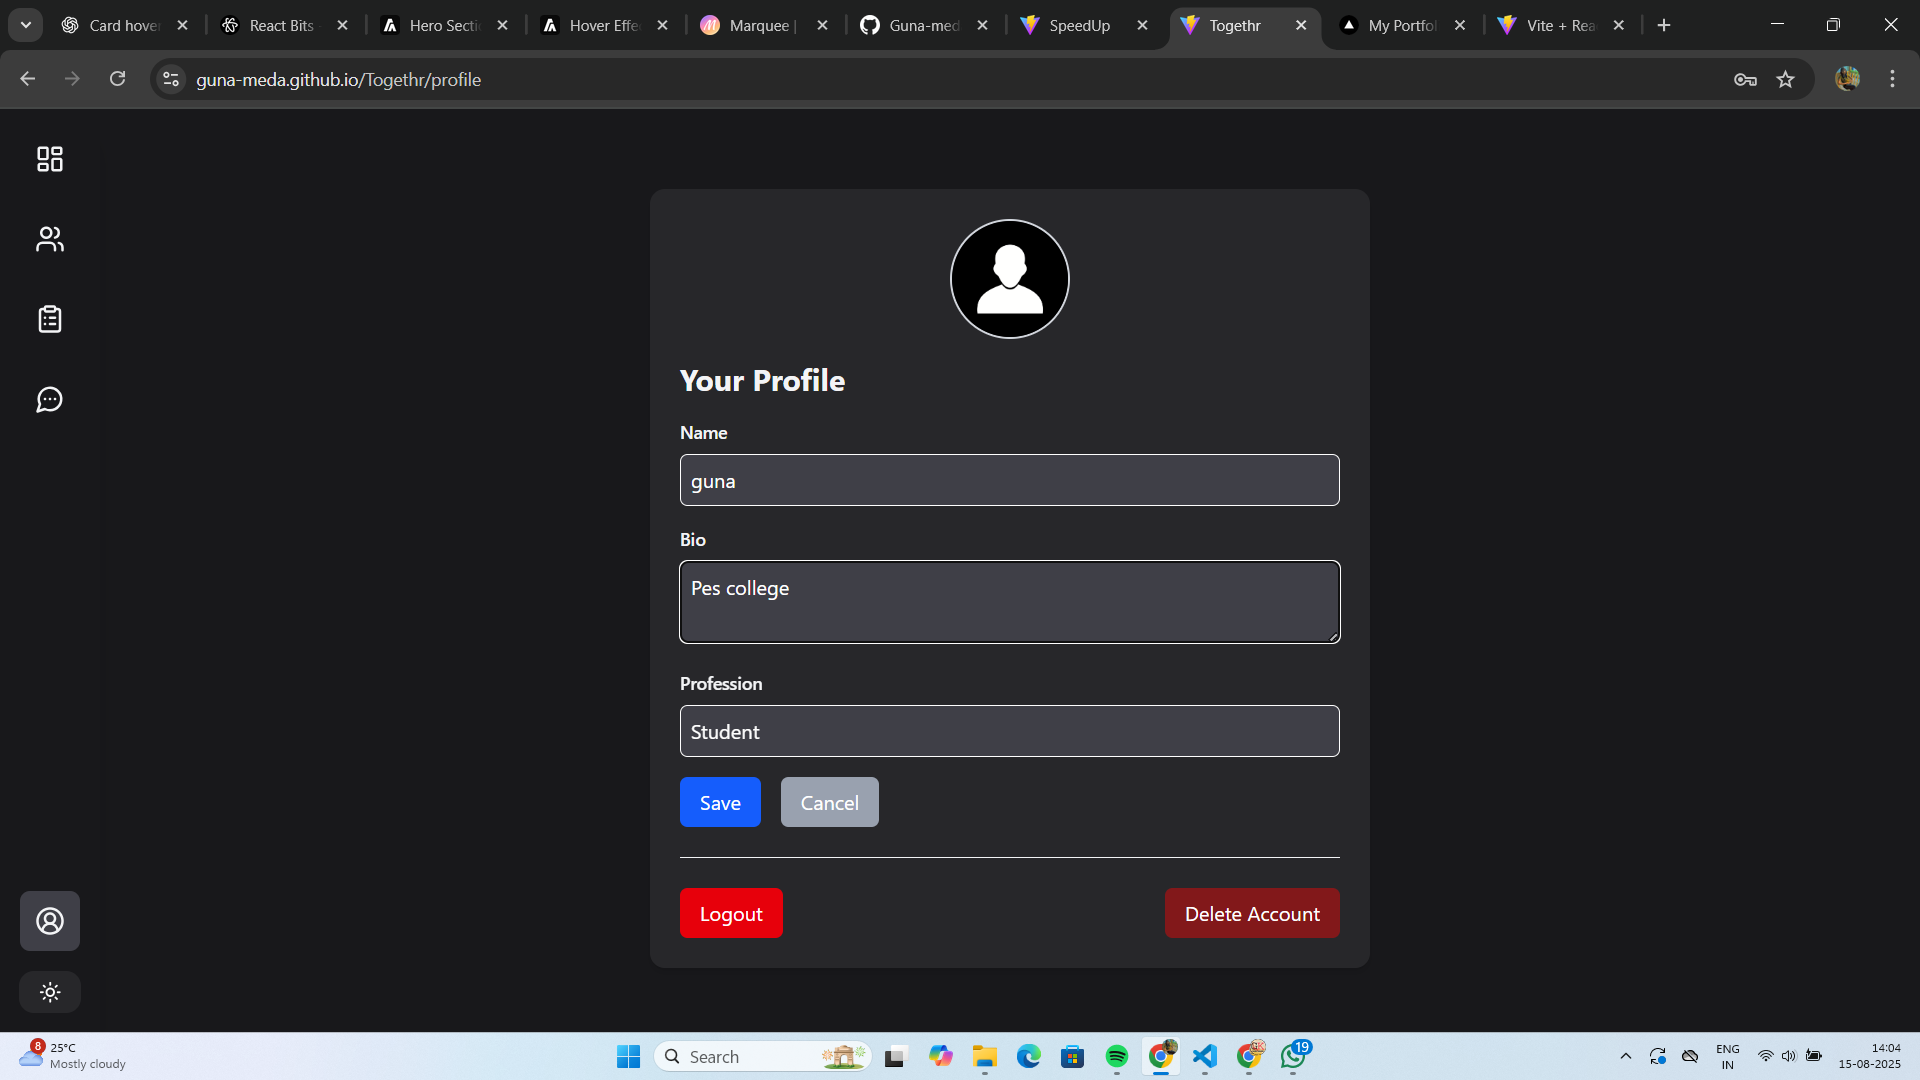 Card hover
React Bits
Hero Secti
Hover Effe
Marquee |
Guna-med
SpeedUp
Togethr
My Portfol
Vite + Rea
guna-meda.github.io/Togethr/profile
Your Profile
Name
guna
Bio
Pes college
Profession
Student
Save
Cancel
Logout
Delete Account
8
25°C
Mostly cloudy
Search
19
ENG
IN
14:04
15-08-2025